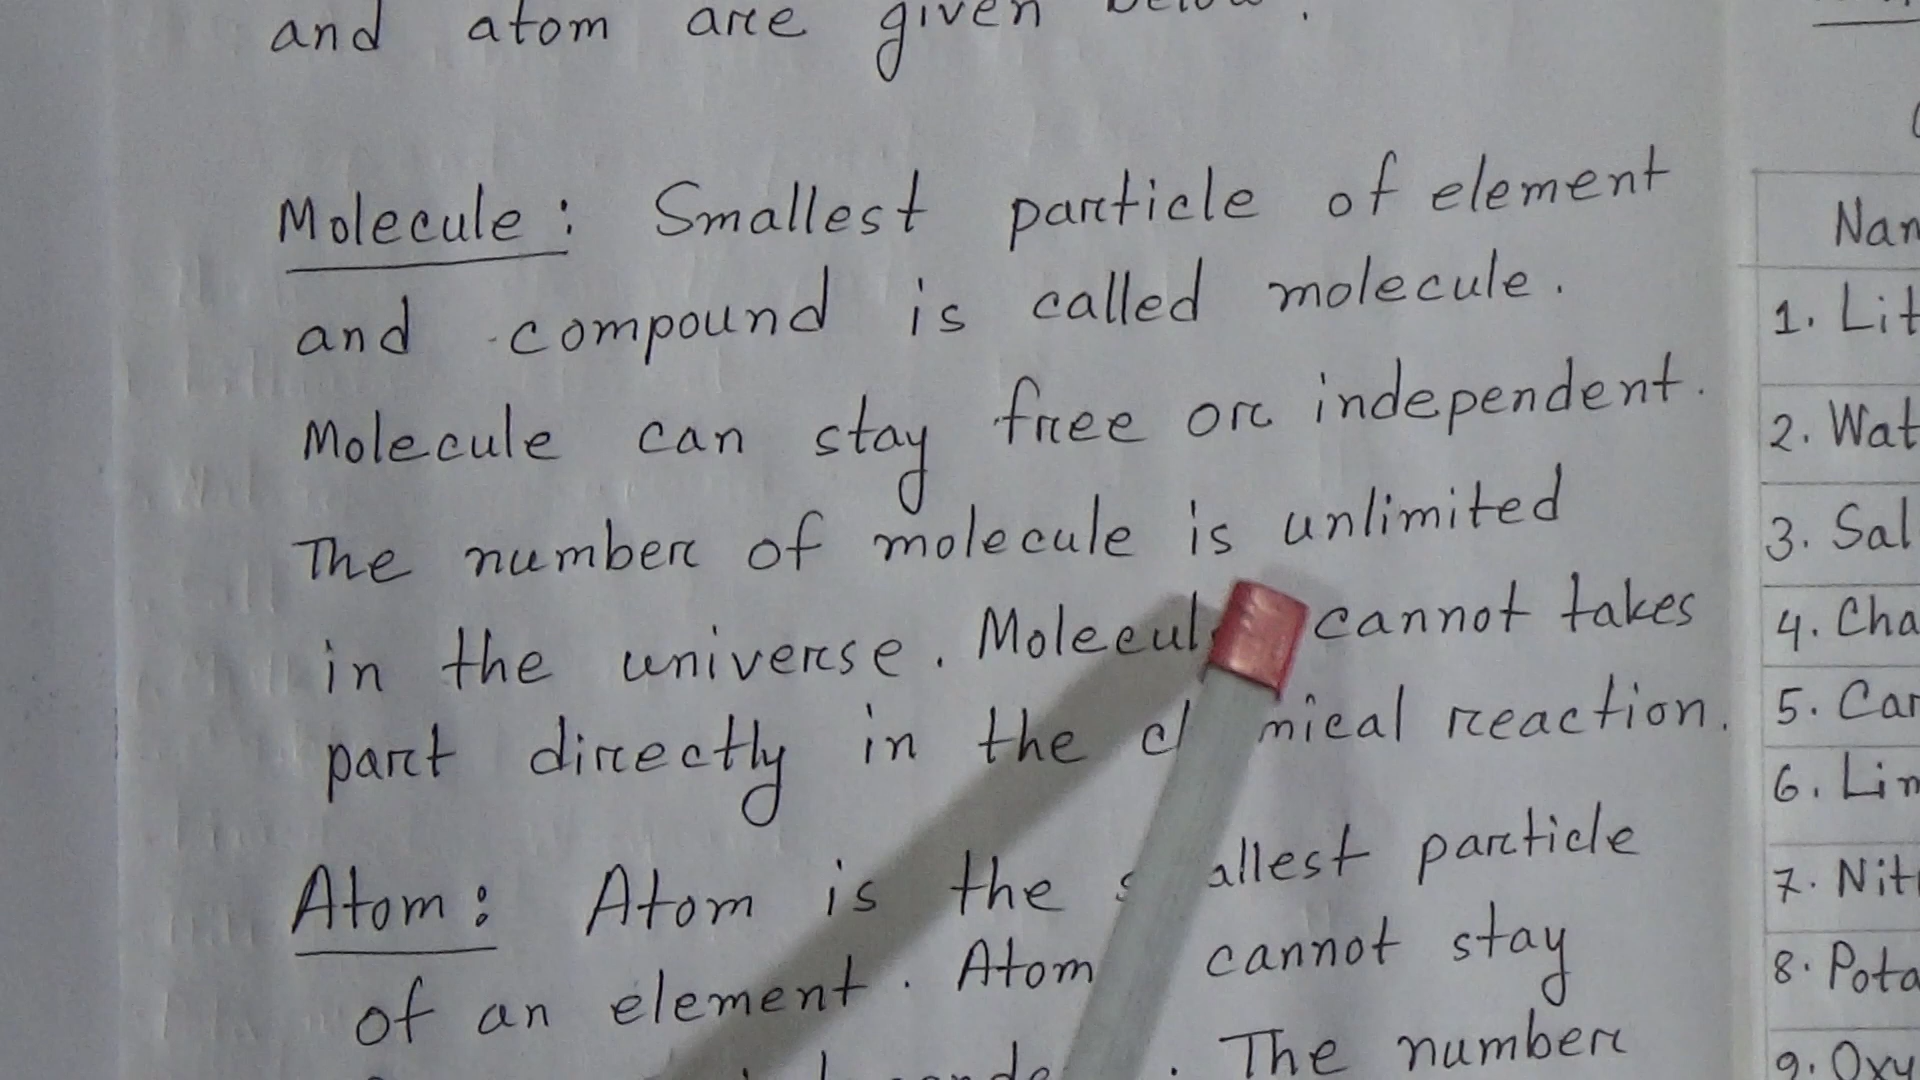 and atom are given below.
Molecule: Smallest particle of element
and compound is called molecule.
Molecule can stay free or independent.
The number of molecule is unlimited
in the universe. Molecul cannot takes
part directly in the mical reaction.
Atom: Atom is the allest particle
of an element. Atom cannot stay
. The number
Nam
1. Lit
2. Wat
3. Sal
4. Cha
5. Car
6. Lim
7. Nit
8. Pota
9. Oxy